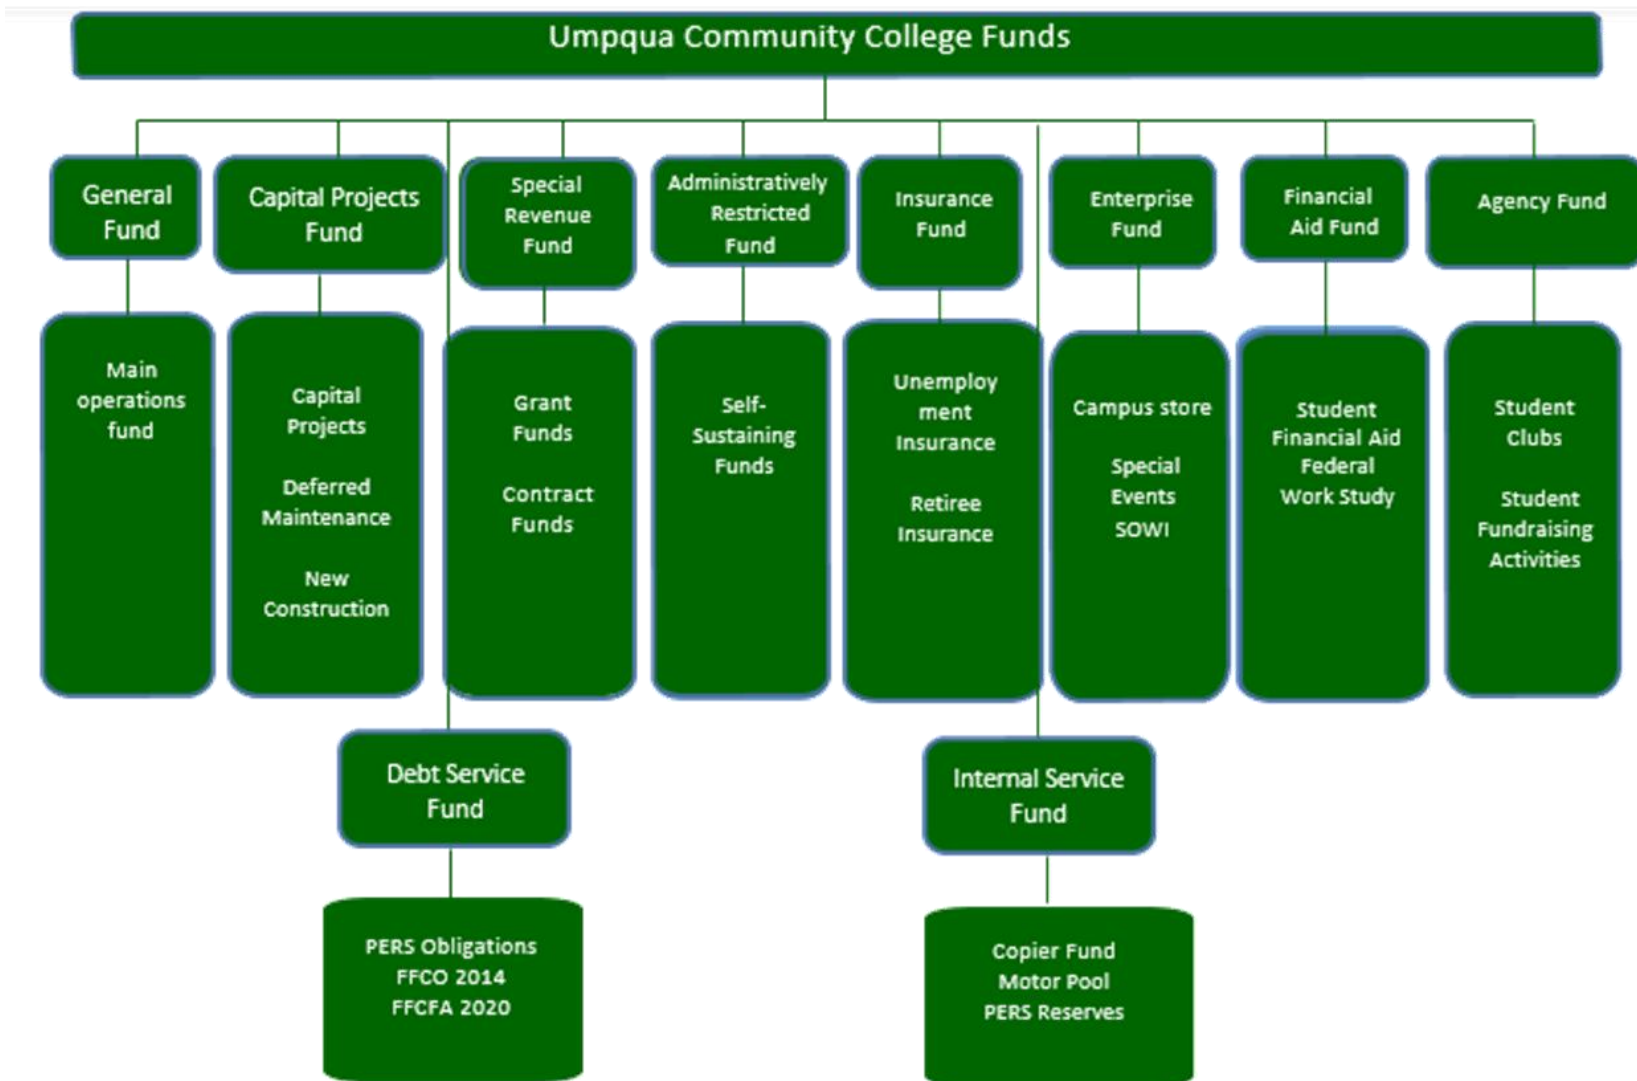 Umpqua Community College Funds
General
Fund
Capital Projects
Fund
Special
Revenue
Fund
Administratively
Restricted
Fund
Insurance
Fund
Enterprise
Fund
Financial
Aid Fund
Agency Fund
Main
operations
fund
Capital
Projects
Deferred
Maintenance
New
Construction
Grant
Funds
Contract
Funds
Self-
Sustaining
Funds
Unemploy
ment
Insurance
Retiree
Insurance
Campus store
Special
Events
SOWI
Student
Financial Aid
Federal
Work Study
Student
Clubs
Student
Fundraising
Activities
Debt Service
Fund
Internal Service
Fund
PERS Obligations
FFCO 2014
FFCFA 2020
Copier Fund
Motor Pool
PERS Reserves